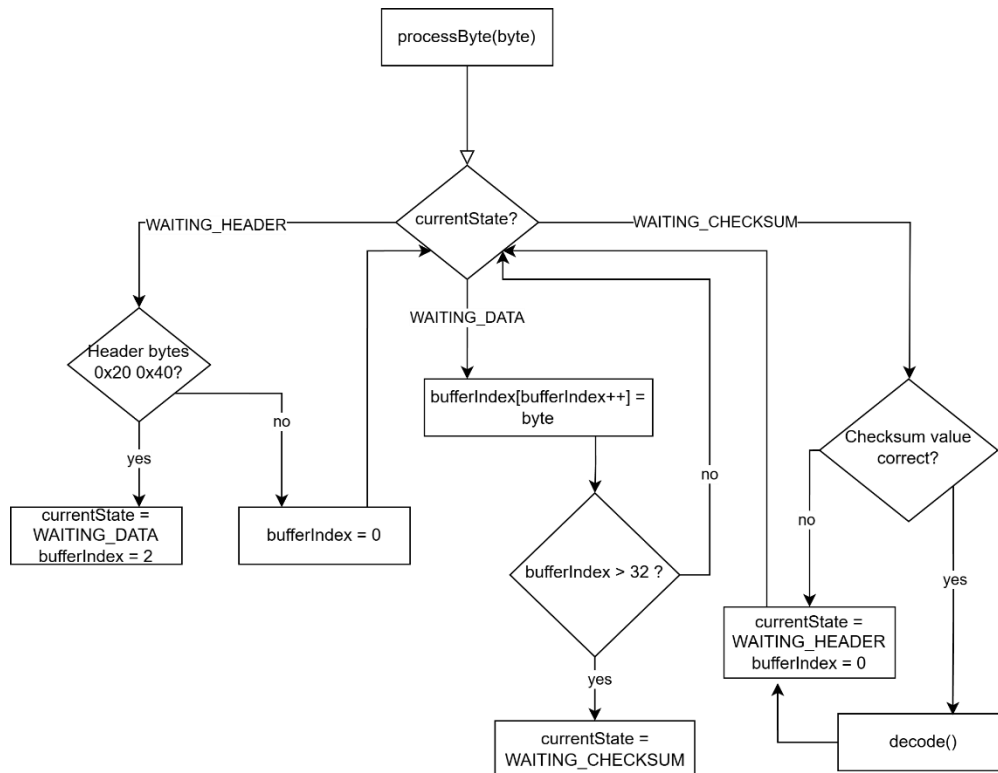 processByte(byte)
currentState?
WAITING_HEADER
WAITING_CHECKSUM
WAITING_DATA
Header bytes
0x20 0x40?
no
yes
currentState =
WAITING_DATA
bufferIndex = 2
bufferIndex = 0
bufferIndex[bufferIndex++] =
byte
no
bufferIndex > 32 ?
yes
currentState =
WAITING_CHECKSUM
Checksum value
correct?
no
yes
currentState =
WAITING_HEADER
bufferIndex = 0
decode()